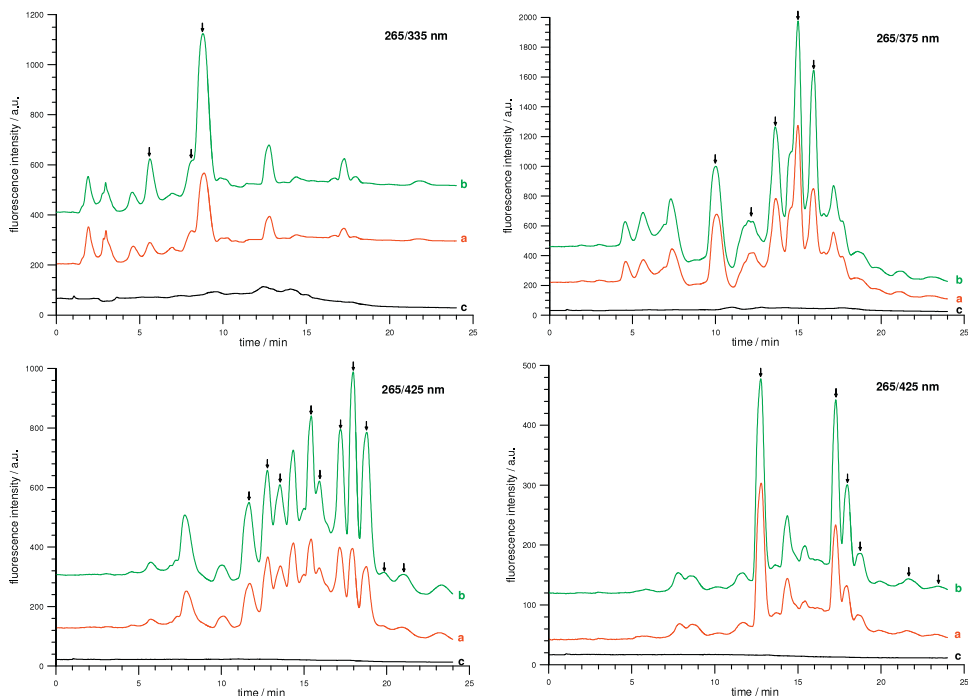 265/335 nm
fluorescence intensity / a.u.
1200
1000
800
600
400
200
0
b
a
c
0 5 10 15 20 25
time / min
265/375 nm
fluorescence intensity / a.u.
2000
1800
1600
1400
1200
1000
800
600
400
200
0
b
a
c
0 5 10 15 20 25
time / min
265/425 nm
fluorescence intensity / a.u.
1000
800
600
400
200
0
b
a
c
0 5 10 15 20 25
time / min
265/425 nm
fluorescence intensity / a.u.
500
400
300
200
100
0
b
a
c
0 5 10 15 20 25
time / min